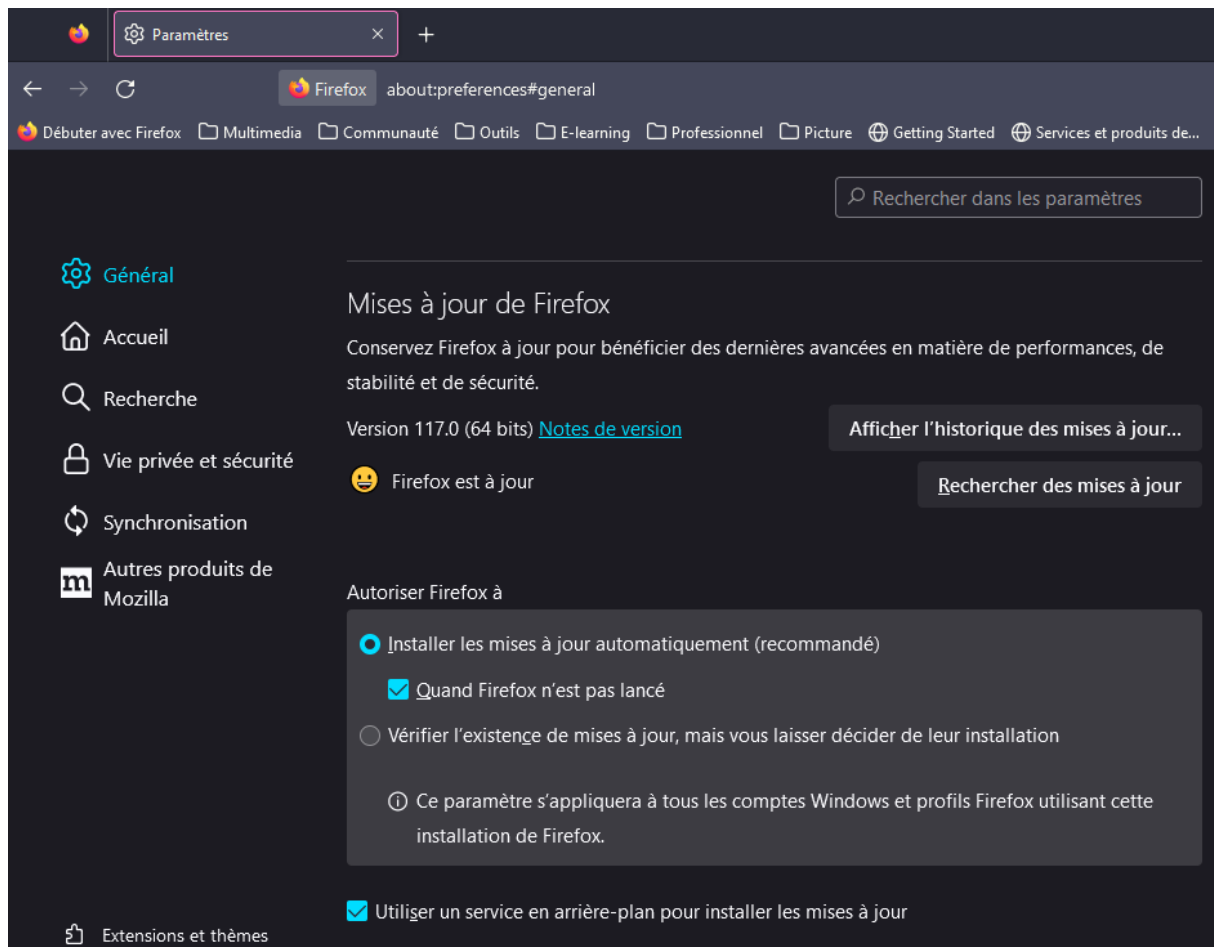 Paramètres
Firefox about:preferences#general
Débuter avec Firefox Multimedia Communauté Outils E-learning Professionnel Picture Getting Started Services et produits de...
Rechercher dans les paramètres
Général
Accueil
Recherche
Vie privée et sécurité
Synchronisation
m Autres produits de
Mozilla
Extensions et thèmes
Mises à jour de Firefox
Conservez Firefox à jour pour bénéficier des dernières avancées en matière de performances, de
stabilité et de sécurité.
Version 117.0 (64 bits) Notes de version
Afficher l'historique des mises à jour...
Firefox est à jour
Rechercher des mises à jour
Autoriser Firefox à
Installer les mises à jour automatiquement (recommandé)
Quand Firefox n'est pas lancé
Vérifier l'existence de mises à jour, mais vous laisser décider de leur installation
Ce paramètre s'appliquera à tous les comptes Windows et profils Firefox utilisant cette
installation de Firefox.
Utiliser un service en arrière-plan pour installer les mises à jour